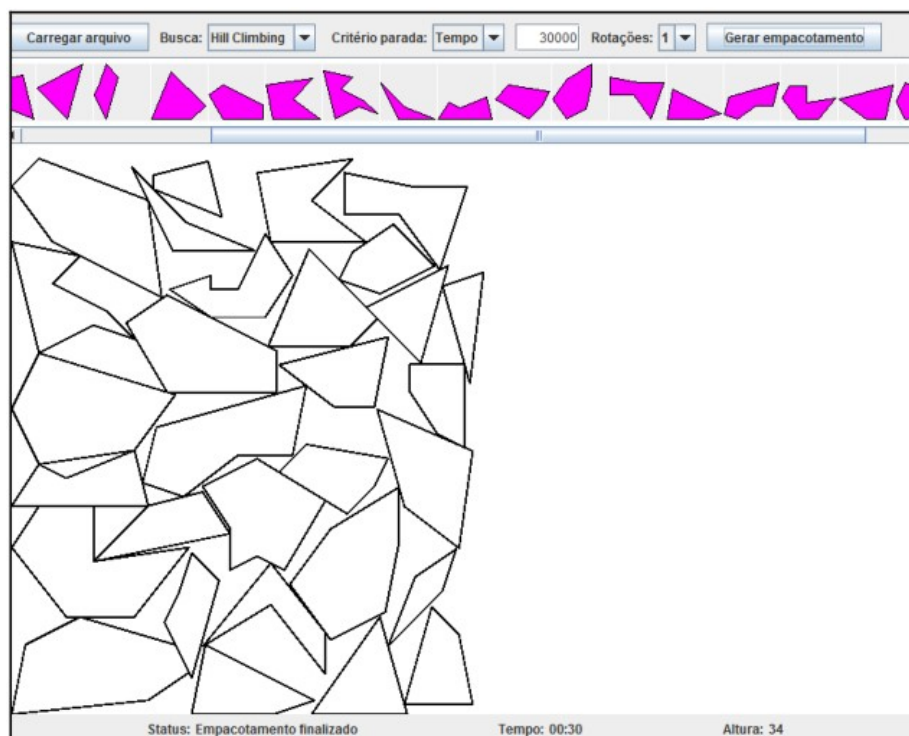 Carregar arquivo Busca: Hill Climbing Critério parada: Tempo 30000 Rotações: 1 Gerar empacotamento
Status: Empacotamento finalizado Tempo: 00:30 Altura: 34